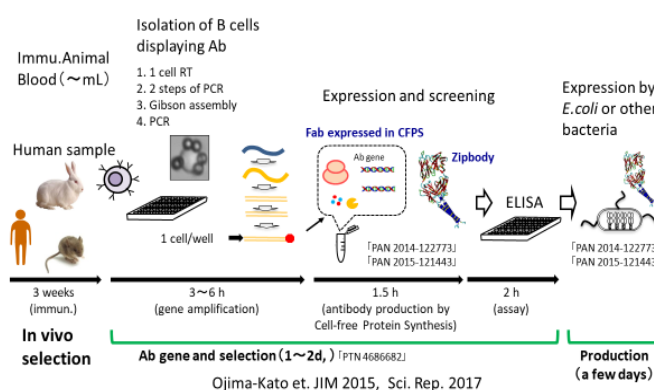 Immu.Animal
Blood(~mL)
Human sample
Isolation of B cells
displaying Ab
1. 1 cell RT
2. 2 steps of PCR
3. Gibson assembly
4. PCR
1 cell/well
Expression and screening
Fab expressed in CFPS
Ab gene
Zipbody
「PAN 2014-122773」
「PAN 2015-121443」
ELISA
Expression by
E.coli or other
bacteria
「PAN 2014-122773
「PAN 2015-121443
3 weeks
(immun.)
3~6 h
(gene amplification)
1.5 h
(antibody production by
Cell-free Protein Synthesis)
2 h
(assay)
In vivo
selection
Ab gene and selection(1~2d, ) 「PTN 4686682」
Production
(a few days)
Ojima-Kato et. JIM 2015, Sci. Rep. 2017